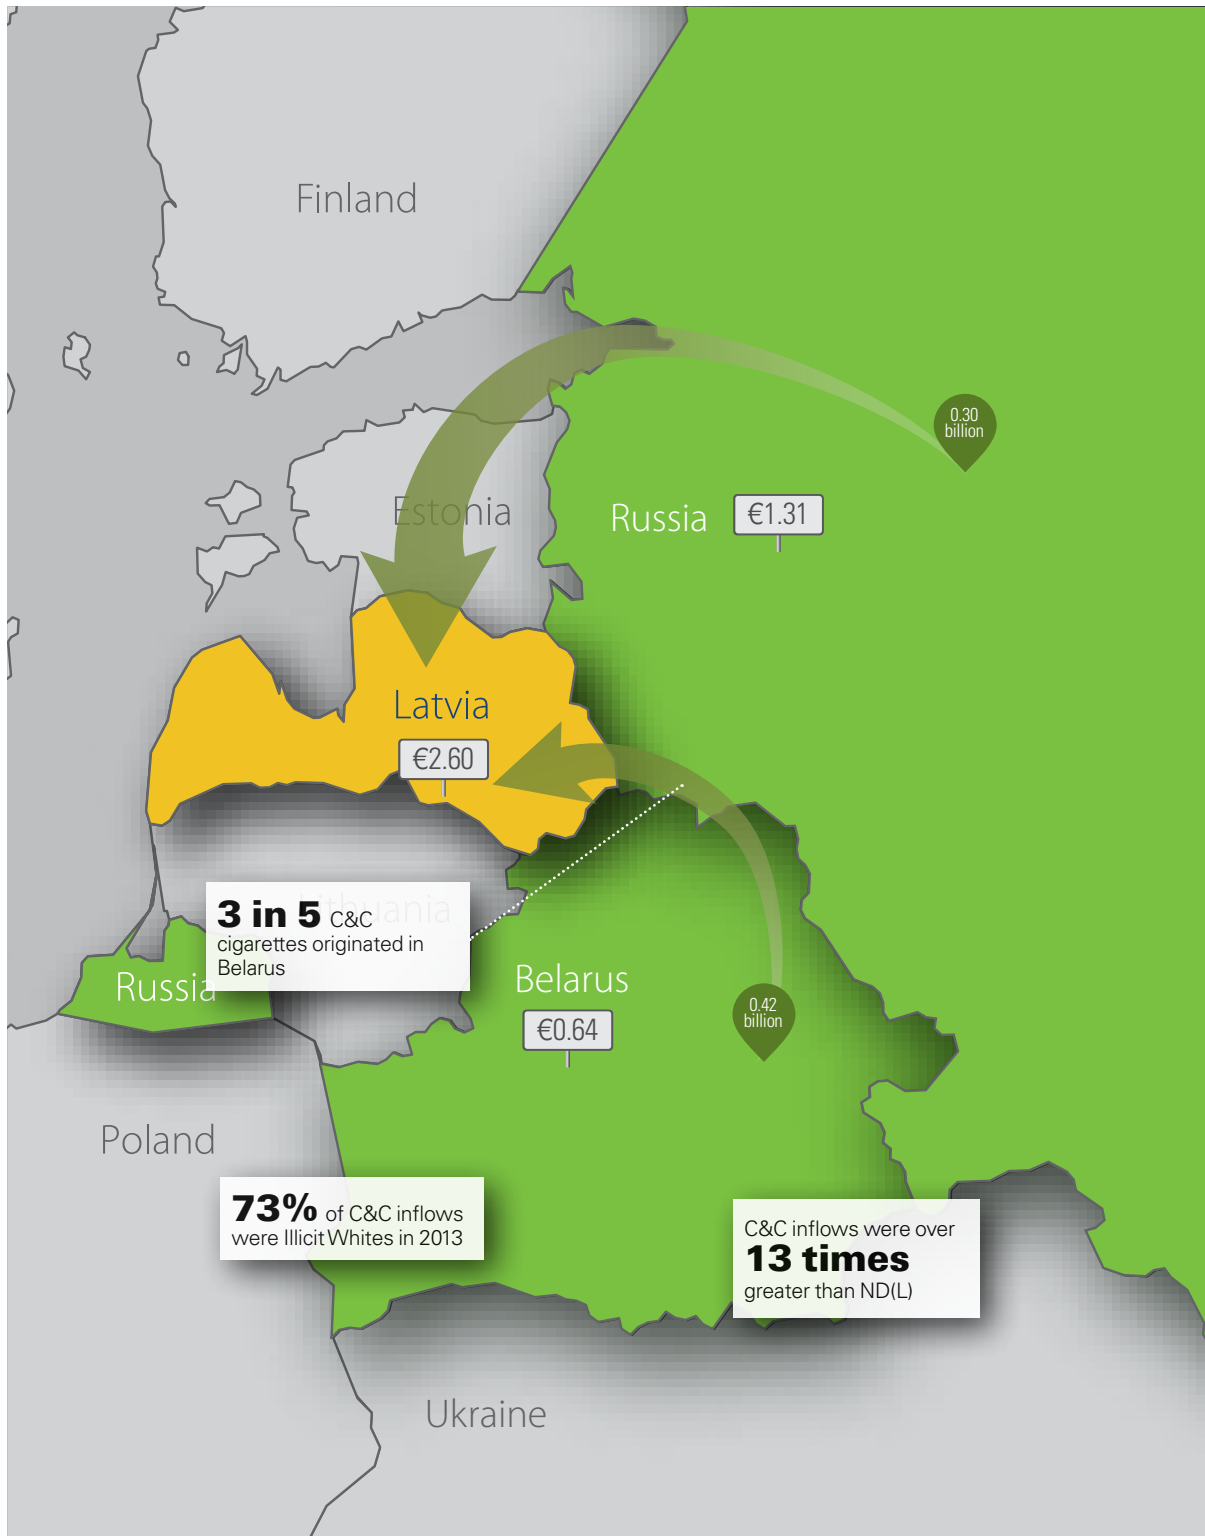 Finland
0.30
billion
Estonia
Russia
€1.31
Latvia
€2.60
Lithuania
3 in 5 C&C
cigarettes originated in
Belarus
Russia
Belarus
€0.64
0.42
billion
Poland
73% of C&C inflows
were Illicit Whites in 2013
C&C inflows were over
13 times
greater than ND(L)
Ukraine